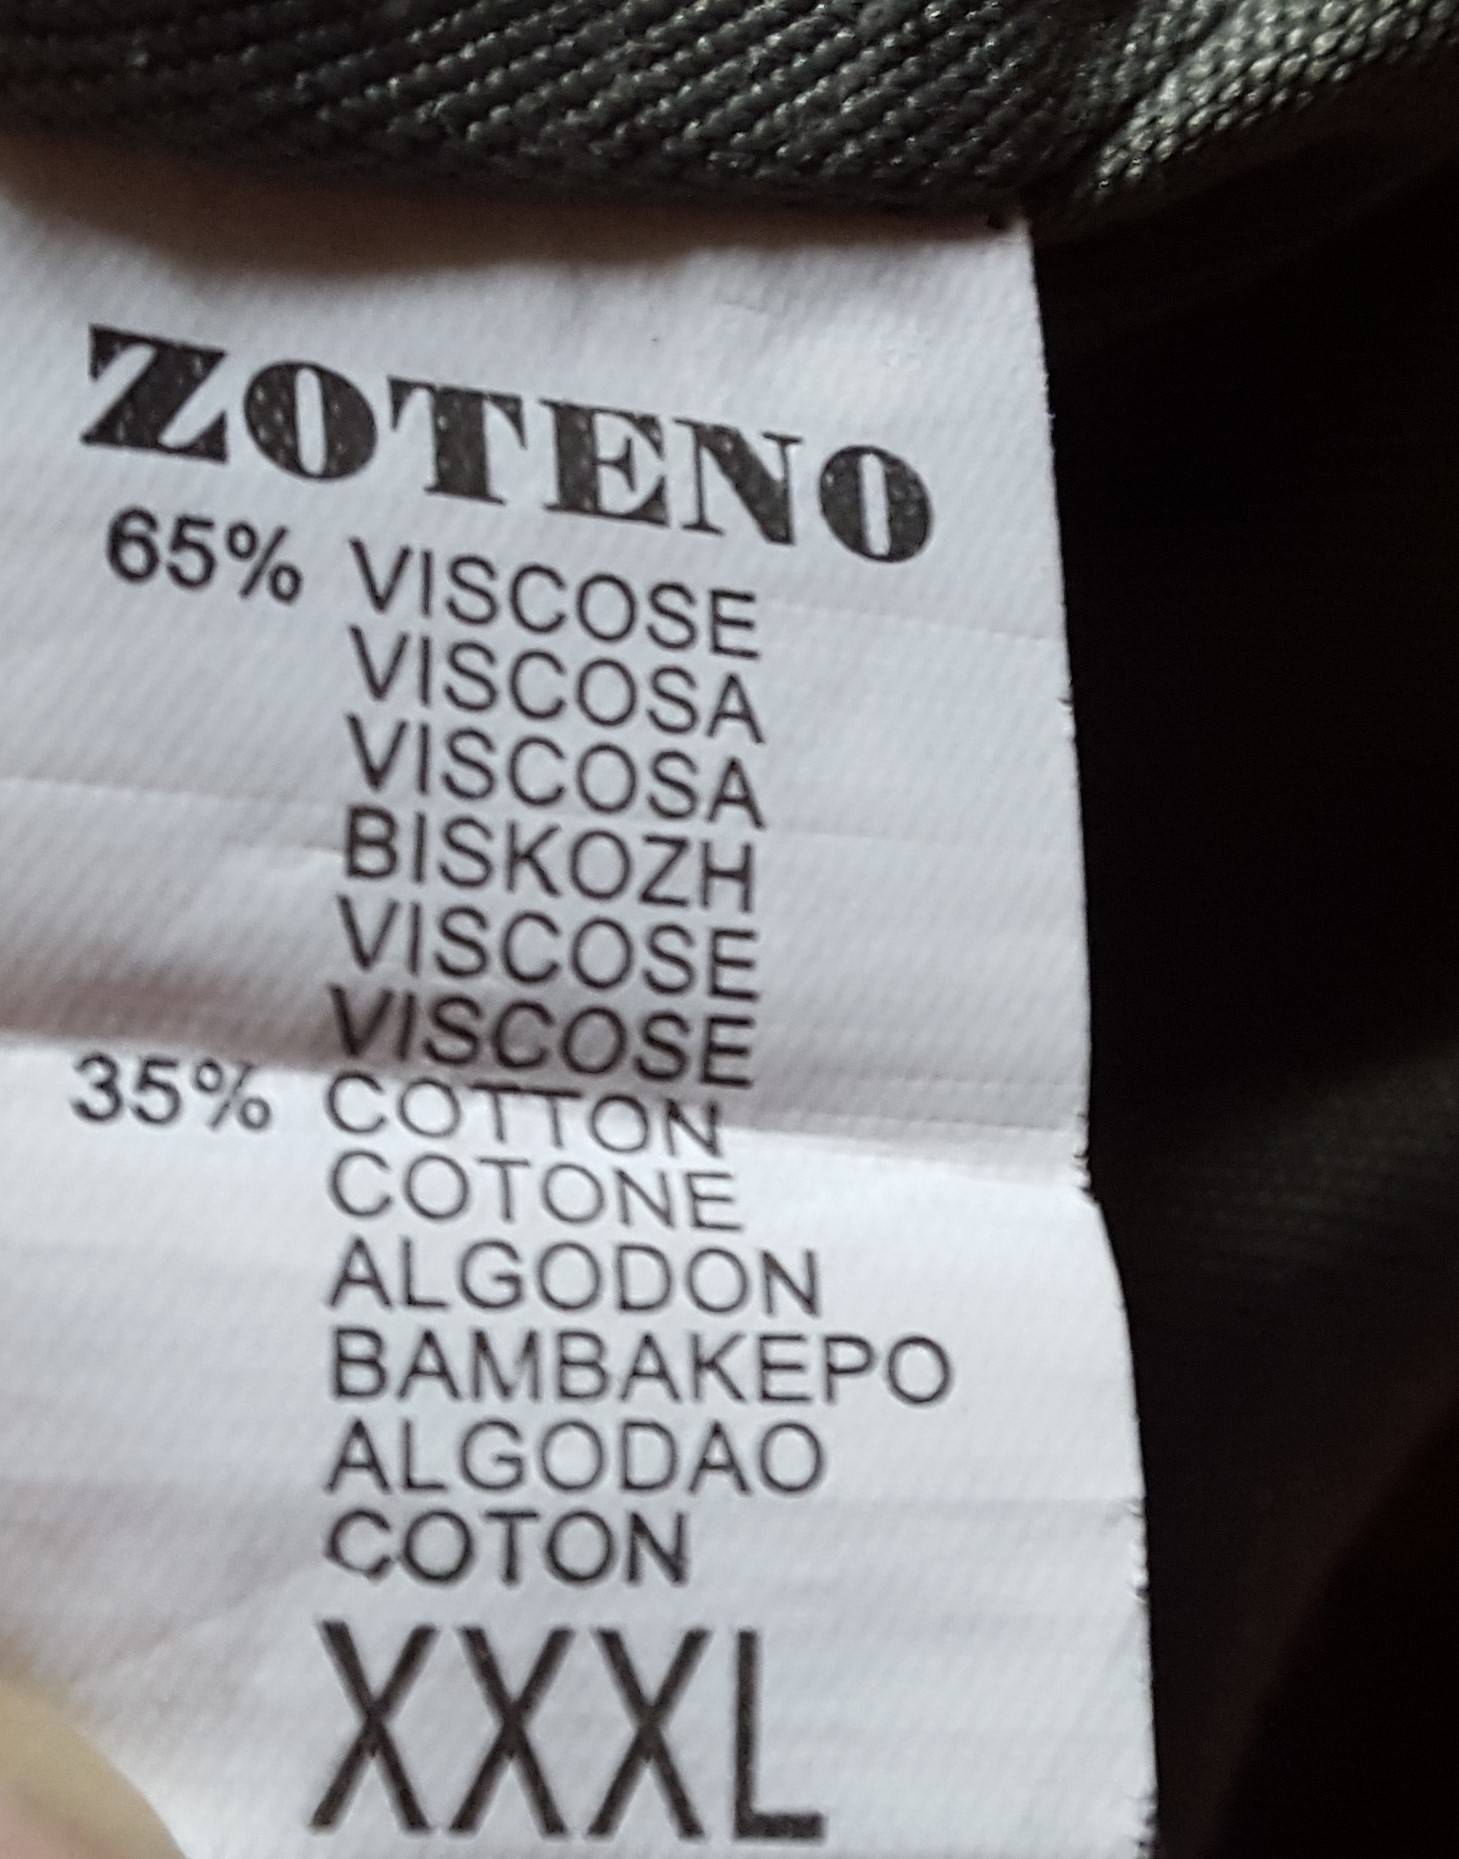 ZOTENO
65% VISCOSE
VISCOSA
VISCOSA
BISKOZH
VISCOSE
VISCOSE
35% COTTON
COTONE
ALGODON
BAMBAKEPO
ALGODAO
COTON
XXXL